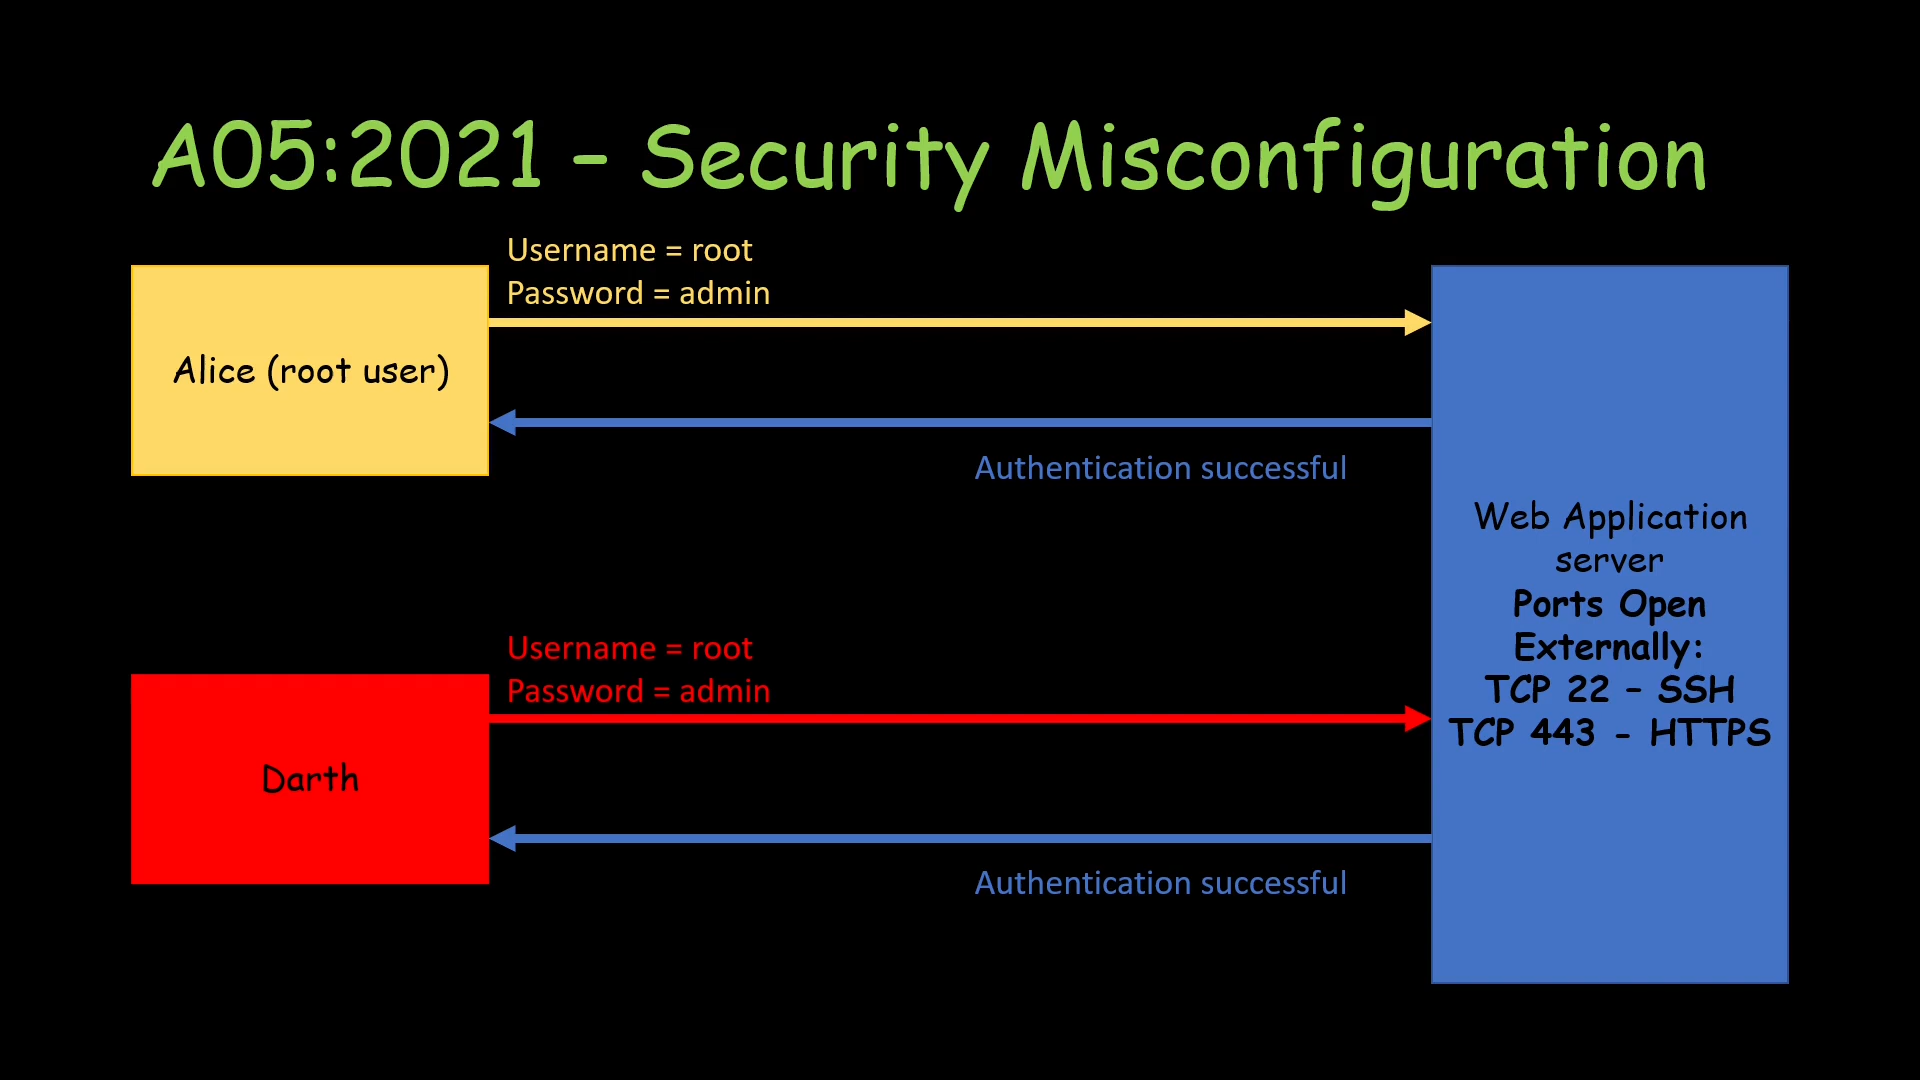 A05:2021 – Security Misconfiguration
Username = root
Password = admin
Alice (root user)
Authentication successful
Web Application
server
Ports Open
Externally:
TCP 22 – SSH
TCP 443 - HTTPS
Username = root
Password = admin
Darth
Authentication successful